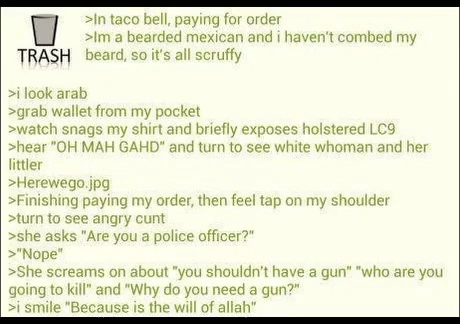 >In taco bell, paying for order
>Im a bearded mexican and i haven't combed my
beard, so it's all scruffy
TRASH
>i look arab
>grab wallet from my pocket
>watch snags my shirt and briefly exposes holstered LC9
>hear "OH MAH GAHD" and turn to see white whoman and her
littler
>Herewego.jpg
>Finishing paying my order, then feel tap on my shoulder
>turn to see angry cunt
>she asks "Are you a police officer?"
>"Nope"
>She screams on about "you shouldn't have a gun" "who are you
going to kill" and "Why do you need a gun?"
>i smile "Because is the will of allah"